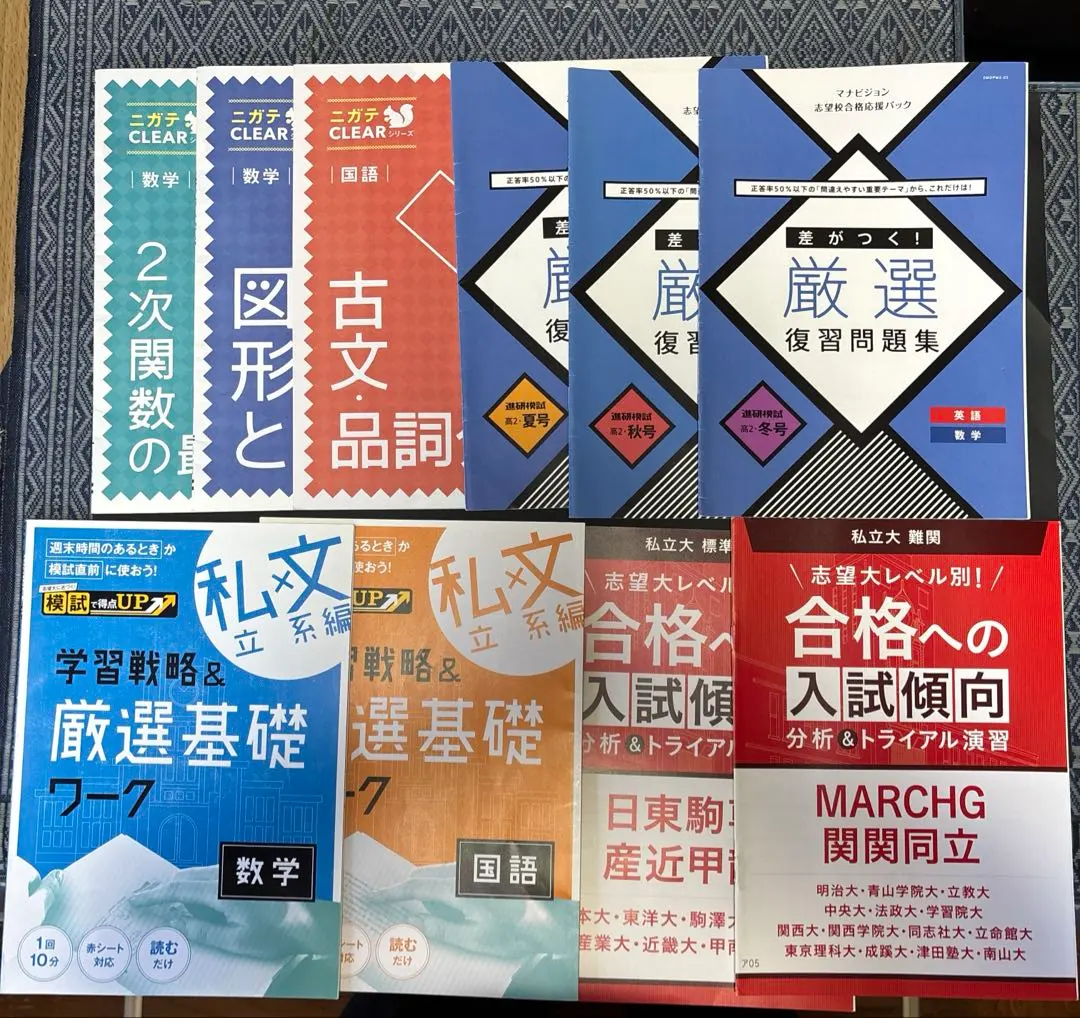 ニガテ
CLEAR
数学
2次関数の
ニガテ
CLEAR
数学
図形と
ニガテ
CLEARシリーズ
国語
古文・
品詞
正答率50%以下の
差
厳
復
進研模試
高2・夏号
志望
正答率50%以下の「間
差
厳
復習
進研模試
高2・秋号
マナビジョン
志望校合格応援パック
正答率50%以下の「間違えやすい重要テーマ」から、これだけは!
差がつく!
厳選
復習問題集
進研模試
高2・冬号
英語
数学
週末時間のあるときか
模試直前に使おう!
模試で得点UP
私立×文系編
学習戦略&
厳選基礎
ワーク
数学
1回
10分
赤シート
対応
読む
だけ
るときか
使おう!
UP
私立×文系編
戦略&
選基礎
ーク
国語
対応
読む
だけ
私立大 標準
志望大レベル
合格へ
入試傾
分析&トライアル
日東駒
産近甲
本大・東洋大・駒澤
産業大・近畿大・甲南
私立大 難関
\志望大レベル別!/
合格への
入試傾向
分析&トライアル演習
MARCHG
関関同立
明治大・青山学院大・立教大
中央大・法政大・学習院大
関西大・関西学院大・同志社大・立命館大
東京理科大・成蹊大・津田塾大・南山大
ア05